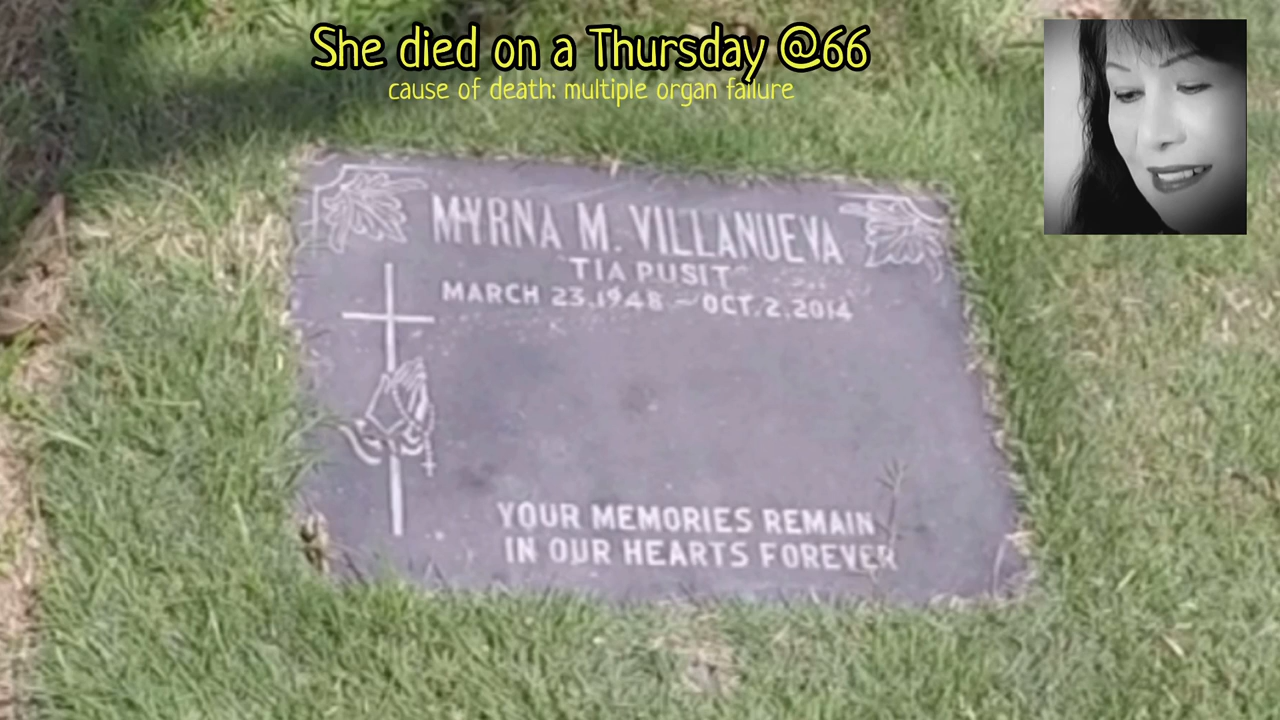 She died on a Thursday @66
cause of death: multiple organ failure
MYRNA M. VILLANUEVA
"TIA PUSIT"
MARCH 23,1948 - OCT.2,2014
YOUR MEMORIES REMAIN
IN OUR HEARTS FOREVER